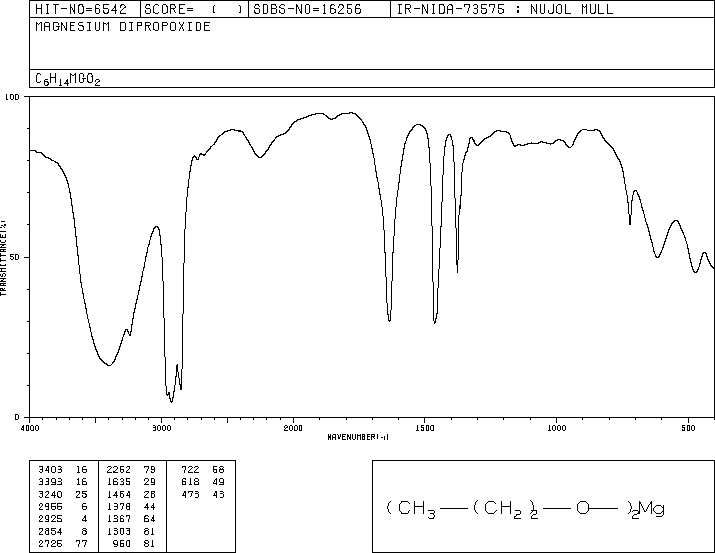 HIT-NO=6542 SCORE= ( ) SDBS-NO=16256 IR-NIDA-73575 : NUJOL MULL
MAGNESIUM DIPROPOXIDE
C6H14MGO2
100
TRANSMITTANCE(%)
50
0
4000 3000 2000 1500 1000 500
WAVENUMBER(-1)
3403 16 2262 79 722 58
3393 16 1635 29 618 49
3240 25 1464 28 473 43
2956 6 1378 44
2925 4 1367 64
2854 8 1303 81
2725 77 960 81
(CH3—(CH2)2—O—)2Mg